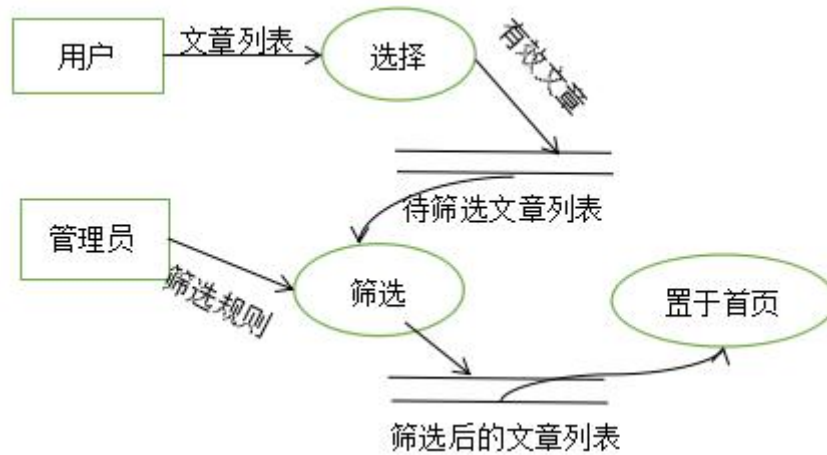 用户
文章列表
选择
有效文章
待筛选文章列表
管理员
筛选规则
筛选
置于首页
筛选后的文章列表